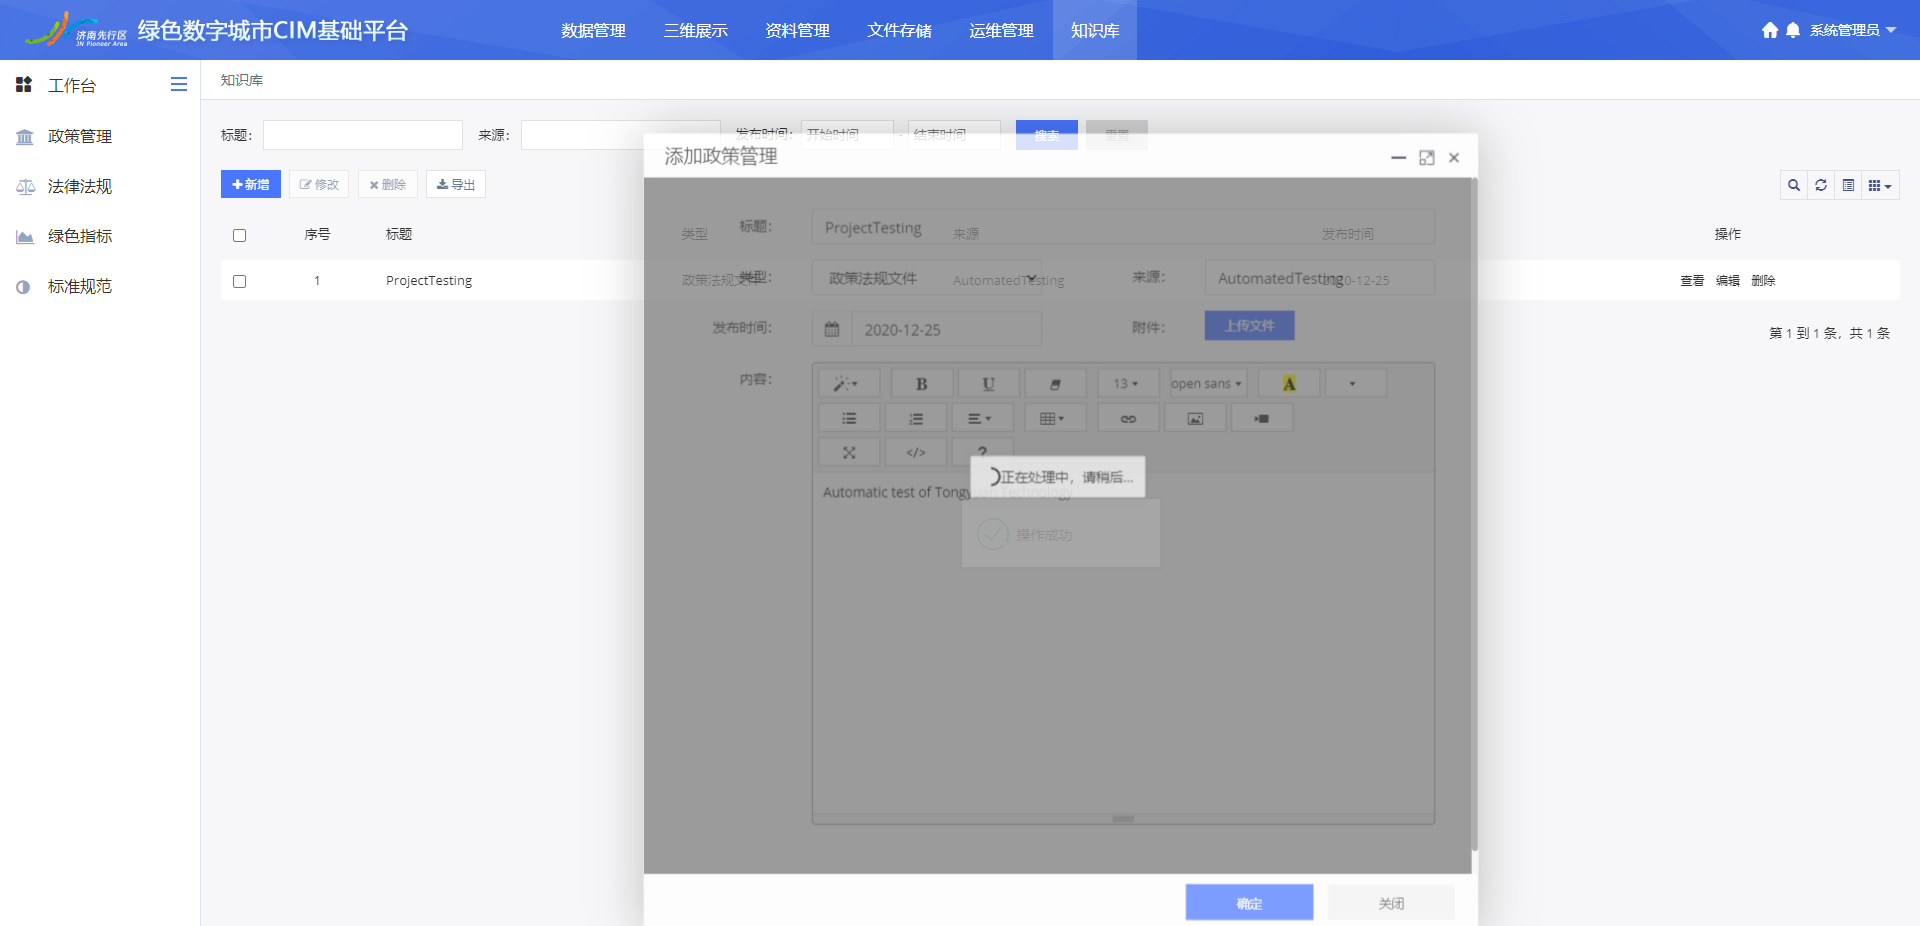 济南先行区
JN Pioneer Area
绿色数字城市CIM基础平台
数据管理 三维展示 资料管理 文件存储 运维管理 知识库
系统管理员
工作台
政策管理
法律法规
绿色指标
标准规范
知识库
标题： 来源： 发布时间： 开始时间 - 结束时间 搜索 重置
新增 修改 删除 导出
序号 标题 类型 来源 发布时间 操作
1 ProjectTesting 政策法规文件 AutomatedTesting 2020-12-25 查看 编辑 删除
第 1 到 1 条，共 1 条
添加政策管理
标题： ProjectTesting
类型： 政策法规文件 来源： AutomatedTesting
发布时间： 2020-12-25 附件： 上传文件
内容：
B U 13 open sans A
</> ?
正在处理中，请稍后...
Automatic test of Tongyuan Technology
操作成功
确定 关闭